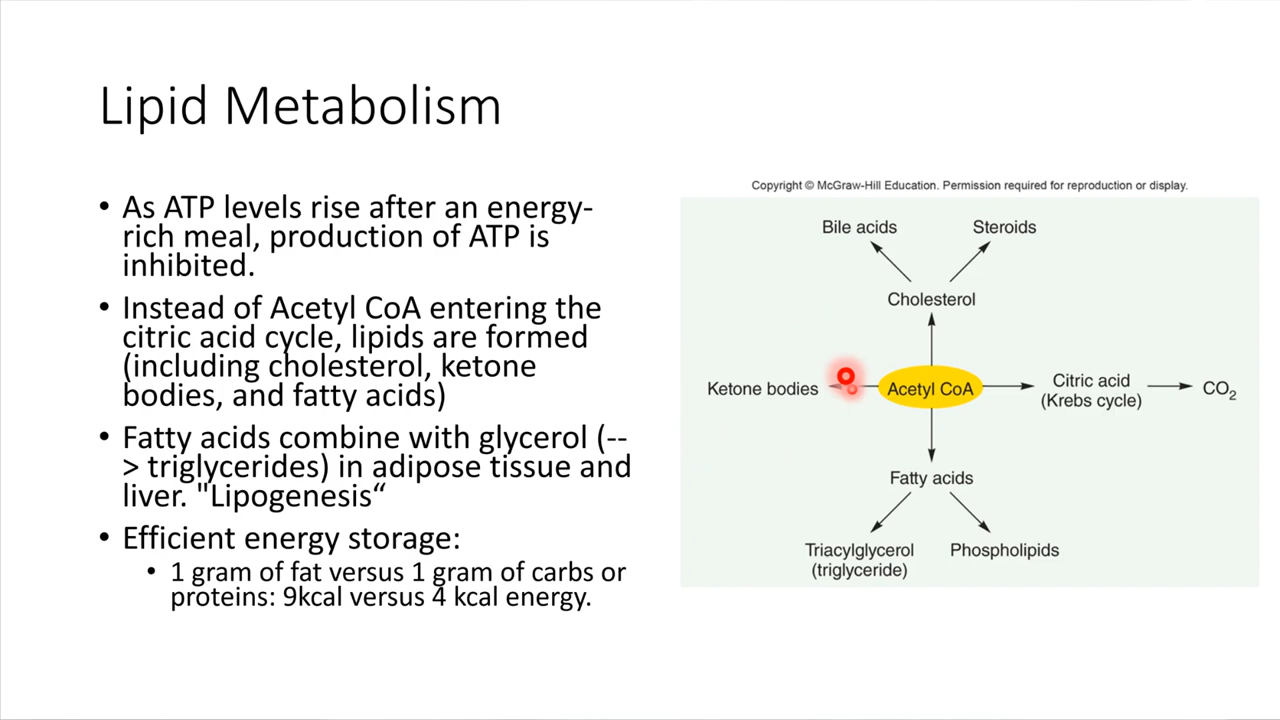 Lipid Metabolism
• As ATP levels rise after an energy-
rich meal, production of ATP is
inhibited.
• Instead of Acetyl CoA entering the
citric acid cycle, lipids are formed
(including cholesterol, ketone
bodies, and fatty acids)
• Fatty acids combine with glycerol (--
> triglycerides) in adipose tissue and
liver. "Lipogenesis“
• Efficient energy storage:
• 1 gram of fat versus 1 gram of carbs or
proteins: 9kcal versus 4 kcal energy.
Copyright © McGraw-Hill Education. Permission required for reproduction or display.
Bile acids
Steroids
Cholesterol
Ketone bodies
Acetyl CoA
Citric acid
(Krebs cycle)
CO₂
Fatty acids
Triacylglycerol
(triglyceride)
Phospholipids